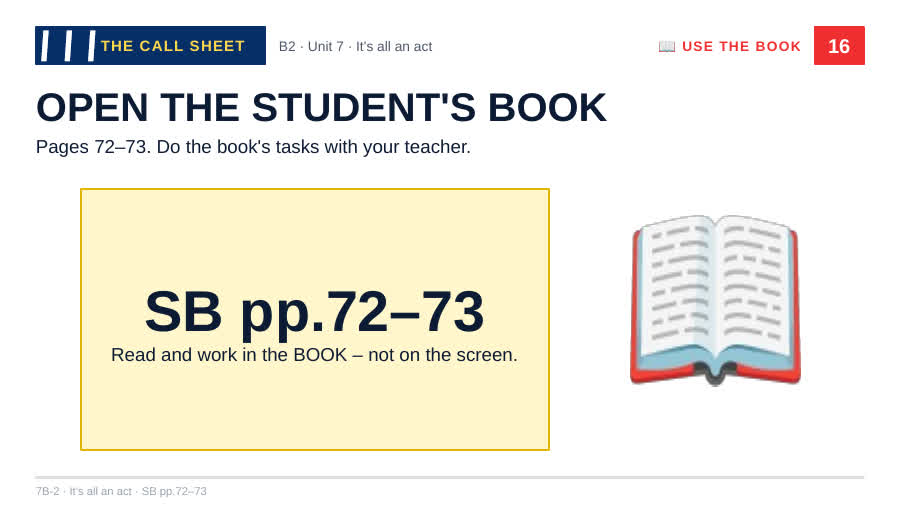 THE CALL SHEET
B2 · Unit 7 · It's all an act
📖 USE THE BOOK
16
OPEN THE STUDENT'S BOOK
Pages 72–73. Do the book's tasks with your teacher.
SB pp.72–73
Read and work in the BOOK – not on the screen.
7B-2 · It's all an act · SB pp.72–73